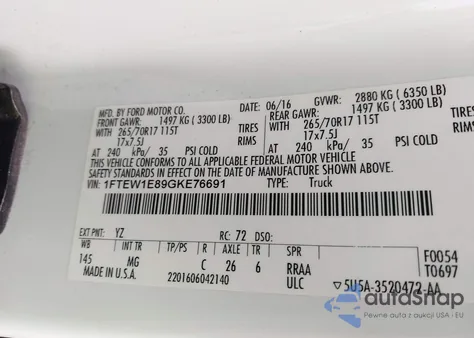 MFD. BY FORD MOTOR CO.
06/16 GVWR: 2880 KG ( 6350 LB)
FRONT GAWR: 1497 KG ( 3300 LB)
REAR GAWR: 1497 KG ( 3300 LB)
WITH 265/70R17 115T TIRES
WITH 265/70R17 115T TIRES
17x7.5J RIMS
17x7.5J RIMS
AT 240 kPa/ 35 PSI COLD
AT 240 kPa/ 35 PSI COLD
THIS VEHICLE CONFORMS TO ALL APPLICABLE FEDERAL MOTOR VEHICLE
SAFETY STANDARDS IN EFFECT ON THE DATE OF MANUFACTURE SHOWN ABOVE.
VIN: 1FTEW1E89GKE76691 TYPE: Truck
EXT PNT: YZ RC: 72 DSO:
WB INT TR TP/PS R AXLE TR SPR
145 MG C 26 6 RRAA
F0054
T0697
MADE IN U.S.A. 2201606042140 ULC
5U5A-3520472-AA
autoDsnap
Pewne auta z USA - EU